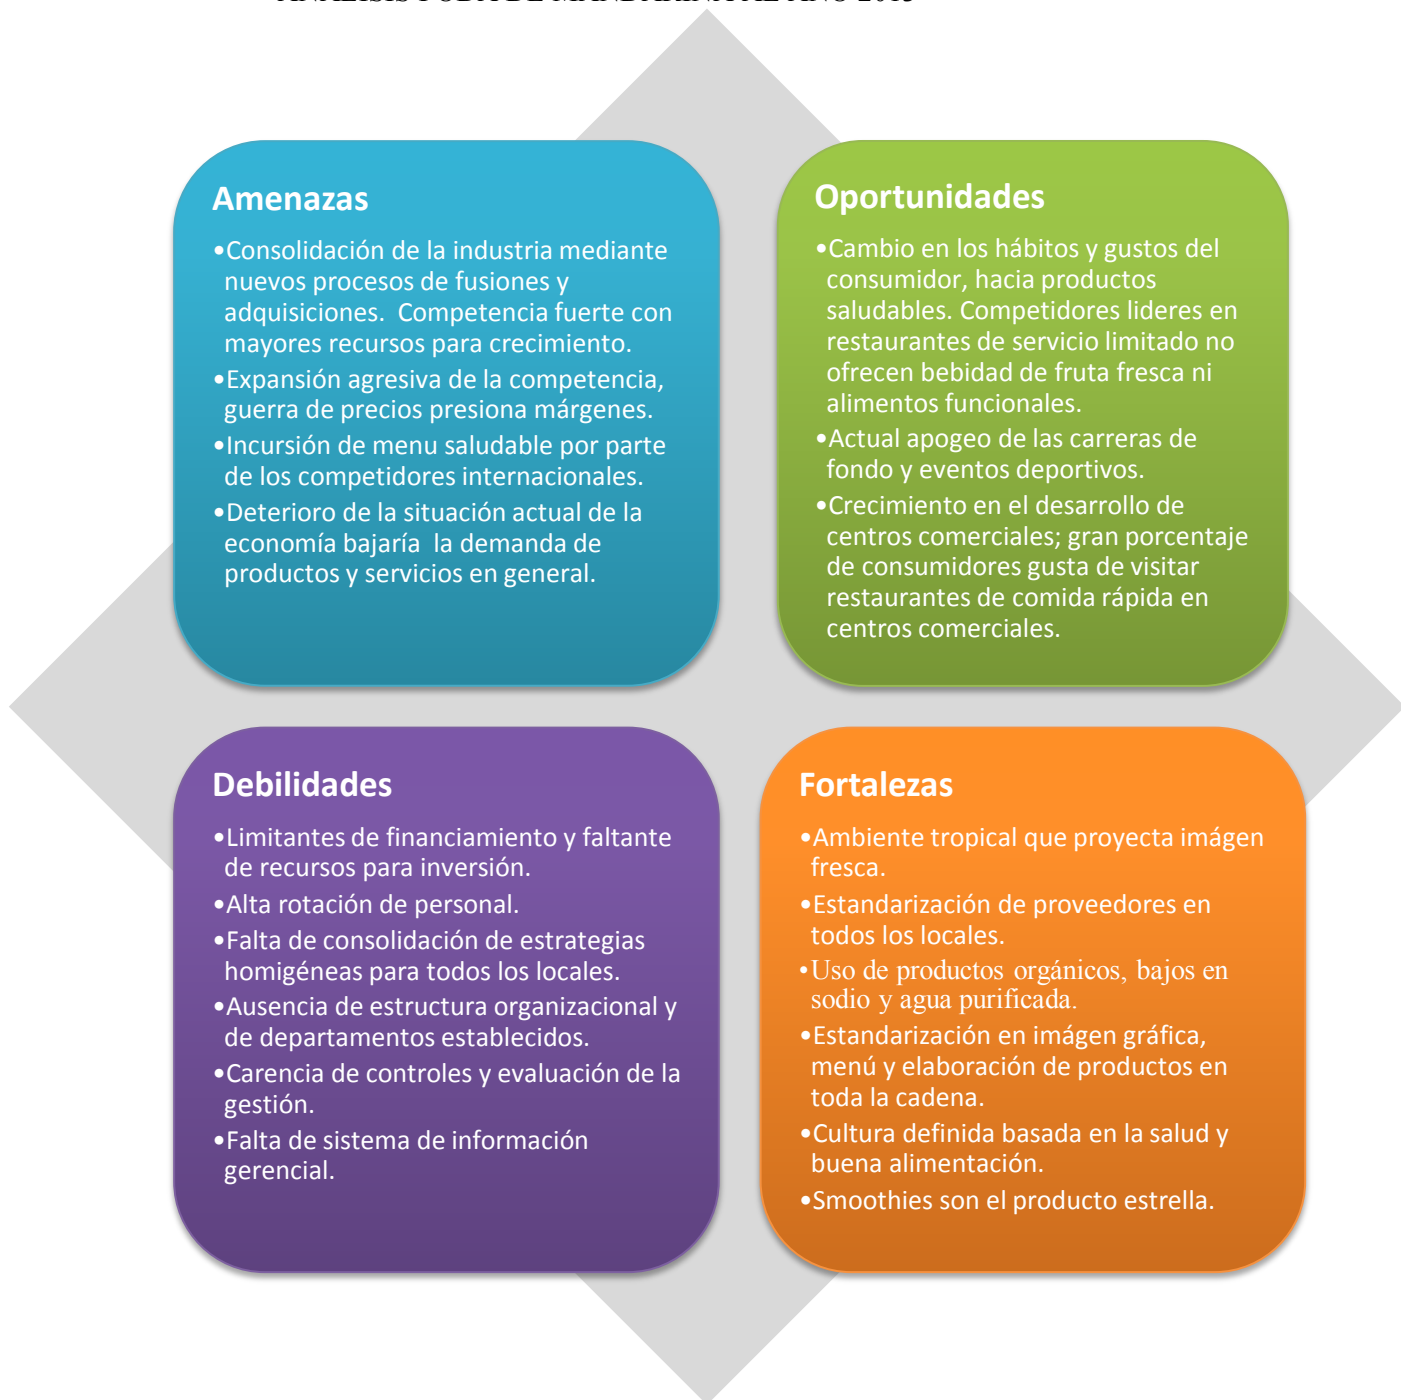 ANÁLISIS FODA DE MANDARINA AL AÑO
Amenazas
•Consolidación de la industria mediante
nuevos procesos de fusiones y
adquisiciones. Competencia fuerte con
mayores recursos para crecimiento.
•Expansión agresiva de la competencia,
guerra de precios presiona márgenes.
•Incursión de menu saludable por parte
de los competidores internacionales.
•Deterioro de la situación actual de la
economía bajaría la demanda de
productos y servicios en general.
Oportunidades
•Cambio en los hábitos y gustos del
consumidor, hacia productos
saludables. Competidores lideres en
restaurantes de servicio limitado no
ofrecen bebidad de fruta fresca ni
alimentos funcionales.
•Actual apogeo de las carreras de
fondo y eventos deportivos.
•Crecimiento en el desarrollo de
centros comerciales; gran porcentaje
de consumidores gusta de visitar
restaurantes de comida rápida en
centros comerciales.
Debilidades
•Limitantes de financiamiento y faltante
de recursos para inversión.
•Alta rotación de personal.
•Falta de consolidación de estrategias
homigéneas para todos los locales.
•Ausencia de estructura organizacional y
de departamentos establecidos.
•Carencia de controles y evaluación de la
gestión.
•Falta de sistema de información
gerencial.
Fortalezas
•Ambiente tropical que proyecta imágen
fresca.
•Estandarización de proveedores en
todos los locales.
•Uso de productos orgánicos, bajos en
sodio y agua purificada.
•Estandarización en imágen gráfica,
menú y elaboración de productos en
toda la cadena.
•Cultura definida basada en la salud y
buena alimentación.
•Smoothies son el producto estrella.